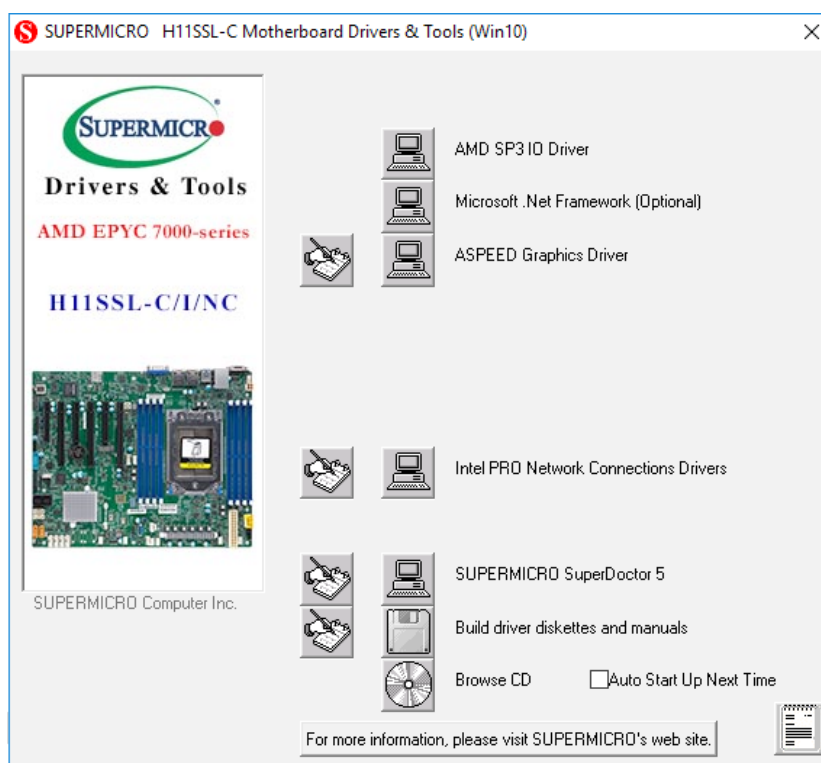 SUPERMICRO H11SSL-C Motherboard Drivers & Tools (Win10)
SUPERMICRO
Drivers & Tools
AMD EPYC 7000-series
H11SSL-C/I/NC
SUPERMICRO Computer Inc.
AMD SP3 IO Driver
Microsoft .Net Framework (Optional)
ASPEED Graphics Driver
Intel PRO Network Connections Drivers
SUPERMICRO SuperDoctor 5
Build driver diskettes and manuals
Browse CD
Auto Start Up Next Time
For more information, please visit SUPERMICRO's web site.